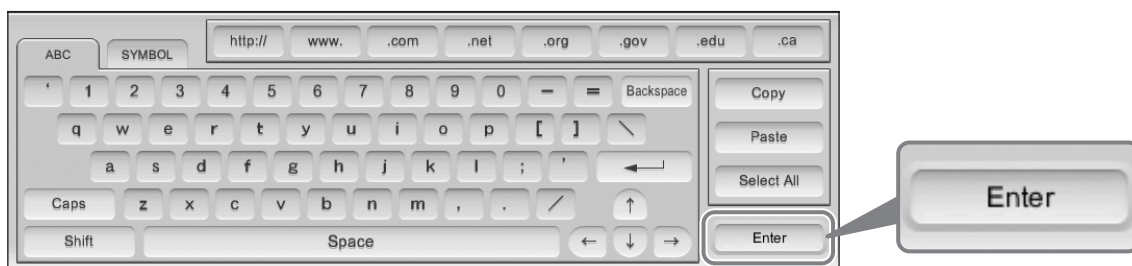 http:// www. .com .net .org .gov .edu .ca
ABC SYMBOL
‘ 1 2 3 4 5 6 7 8 9 0 - = Backspace Copy
q w e r t y u i o p [ ] \ Paste
a s d f g h j k l ; ' Select All
Caps z x c v b n m , . / ↑
Shift Space ← ↓ → Enter
Enter